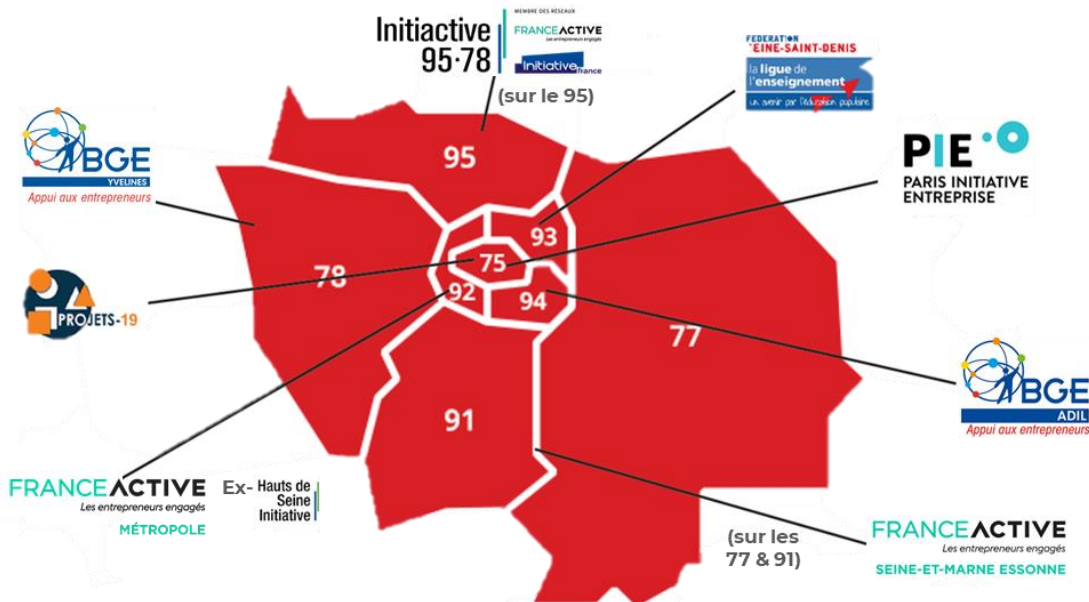 Initiactive
95·78
MEMBRE DES RÉSEAUX
FRANCE ACTIVE
Les entrepreneurs engagés
Initiative france
(sur le 95)
FEDERATION
EINE-SAINT-DENIS
la ligue de
l'enseignement
un avenir par l'éducation populaire
BGE
YVELINES
Appui aux entrepreneurs
PIE
PARIS INITIATIVE
ENTREPRISE
95
93
75
78
92
94
77
91
PROJETS-19
BGE
ADIL
Appui aux entrepreneurs
FRANCE ACTIVE
Les entrepreneurs engagés
MÉTROPOLE
Ex- Hauts de
Seine
Initiative
(sur les
77 & 91)
FRANCE ACTIVE
Les entrepreneurs engagés
SEINE-ET-MARNE ESSONNE